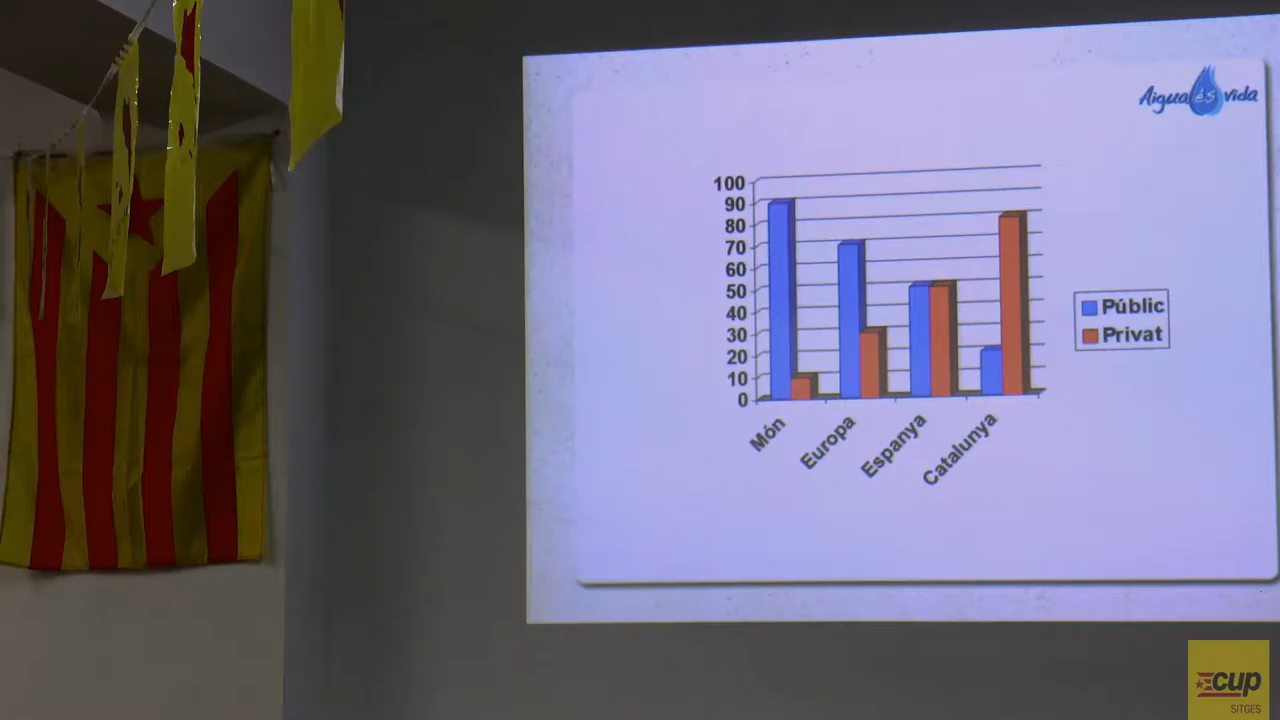 Aigua és vida
100
90
80
70
60
50
40
30
20
10
0
Món
Europa
Espanya
Catalunya
Públic
Privat
cup
SITGES